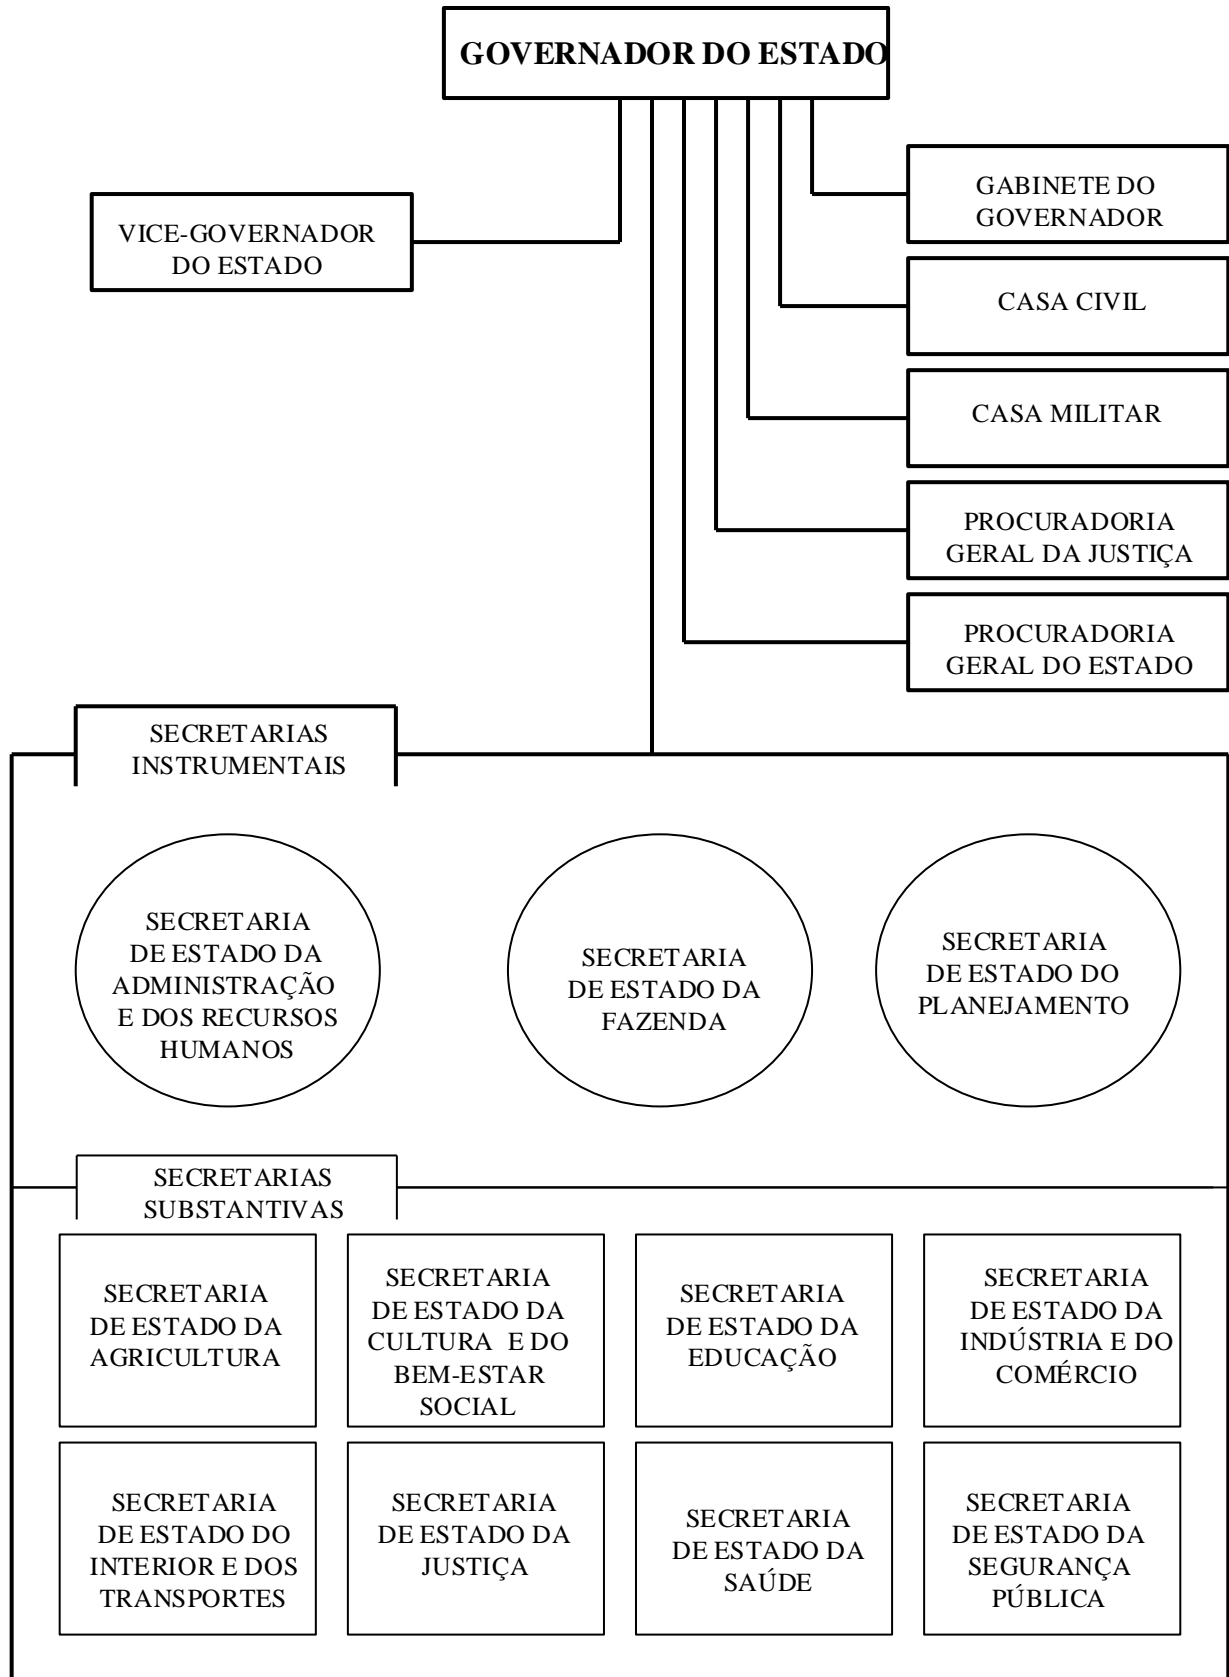 GOVERNADOR DO ESTADO
GABINETE DO
GOVERNADOR
VICE-GOVERNADOR
DO ESTADO
CASA CIVIL
CASA MILITAR
PROCURADORIA
GERAL DA JUSTIÇA
PROCURADORIA
GERAL DO ESTADO
SECRETARIAS
INSTRUMENTAIS
SECRETARIA
DE ESTADO DA
ADMINISTRAÇÃO
E DOS RECURSOS
HUMANOS
SECRETARIA
DE ESTADO DA
FAZENDA
SECRETARIA
DE ESTADO DO
PLANEJAMENTO
SECRETARIAS
SUBSTANTIVAS
SECRETARIA
DE ESTADO DA
AGRICULTURA
SECRETARIA
DE ESTADO DA
CULTURA E DO
BEM-ESTAR
SOCIAL
SECRETARIA
DE ESTADO DA
EDUCAÇÃO
SECRETARIA
DE ESTADO DA
INDÚSTRIA E DO
COMÉRCIO
SECRETARIA
DE ESTADO DO
INTERIOR E DOS
TRANSPORTES
SECRETARIA
DE ESTADO DA
JUSTIÇA
SECRETARIA
DE ESTADO DA
SAÚDE
SECRETARIA
DE ESTADO DA
SEGURANÇA
PÚBLICA